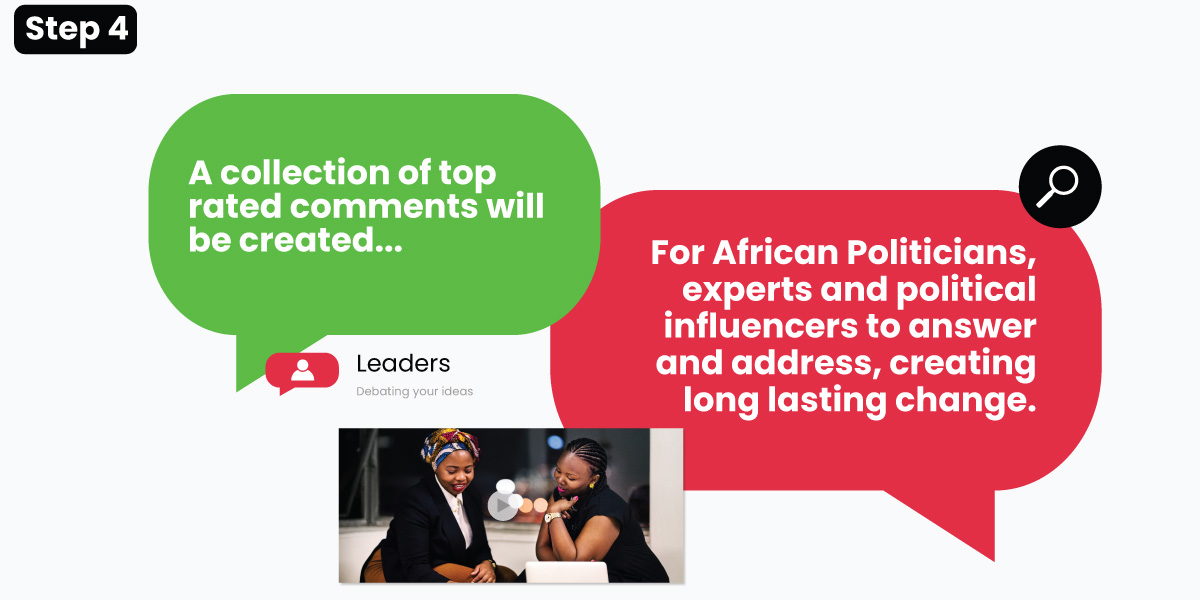 Step 4
A collection of top
rated comments will
be created...
For African Politicians,
experts and political
influencers to answer
and address, creating
long lasting change.
Leaders
Debating your ideas